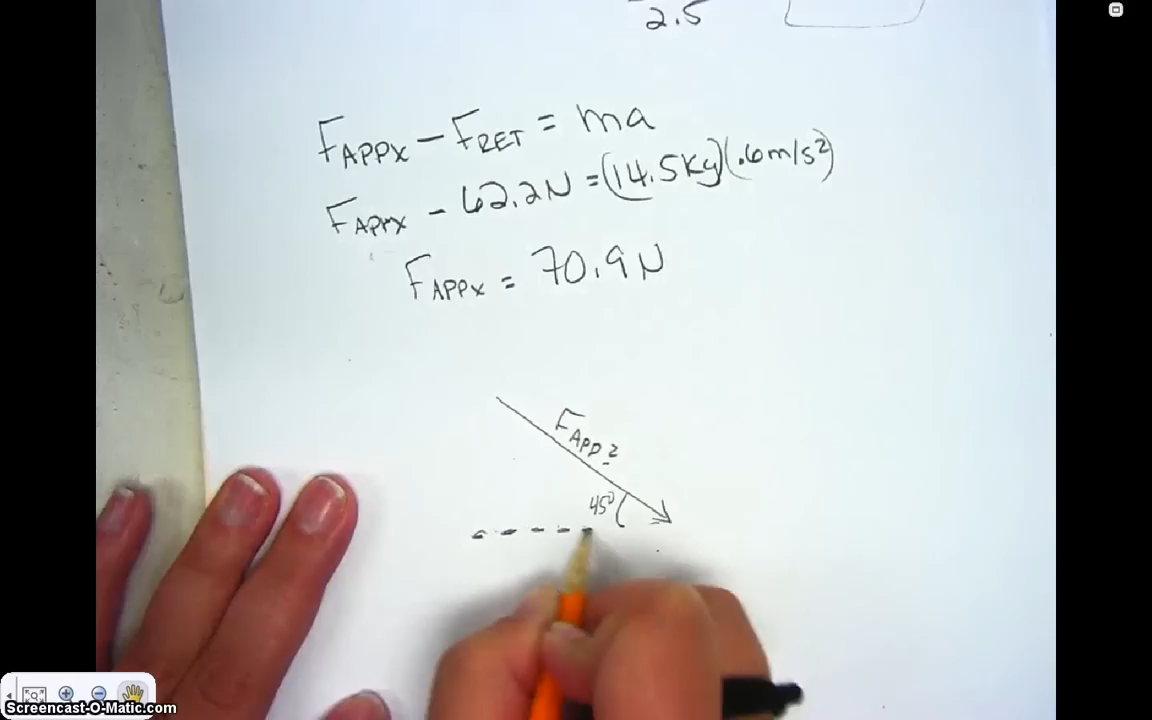 2.5
FAPPX – FRET = ma
FAPPX – 62.2N = (14.5Kg)(.6m/s²)
FAPPX = 70.9N
FAPP2
45°
Screencast-O-Matic.com